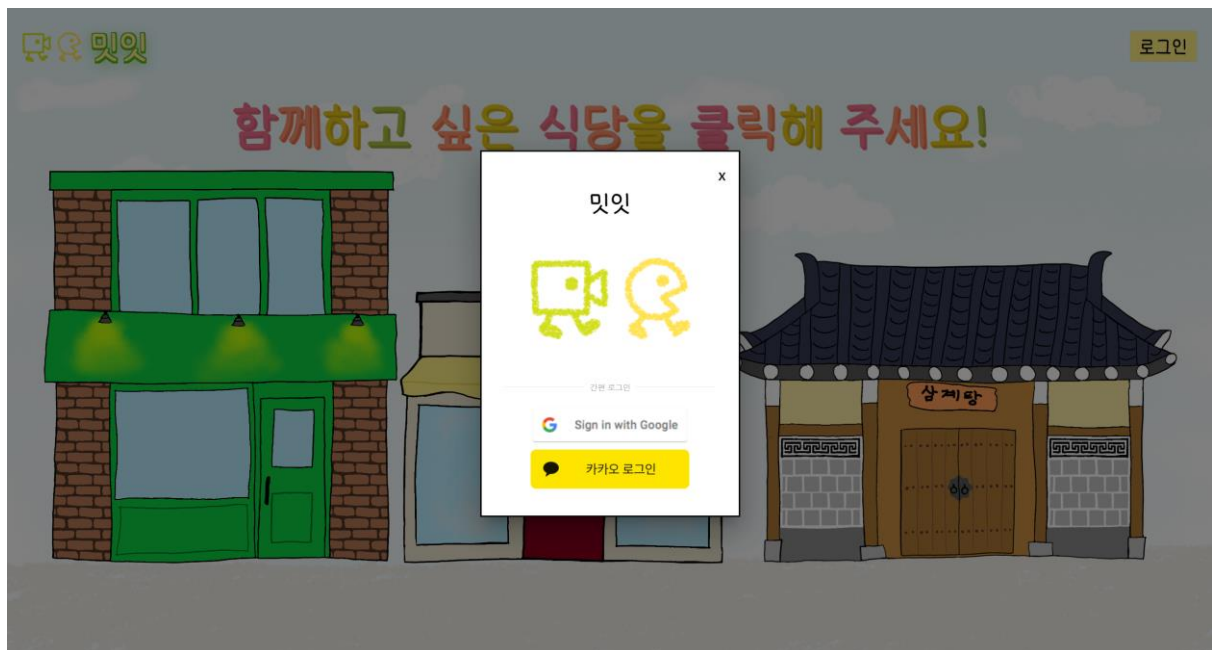 밋잇
로그인
함께하고 싶은 식당을 클릭해 주세요!
x
밋잇
간편 로그인
Sign in with Google
카카오 로그인
삼계탕